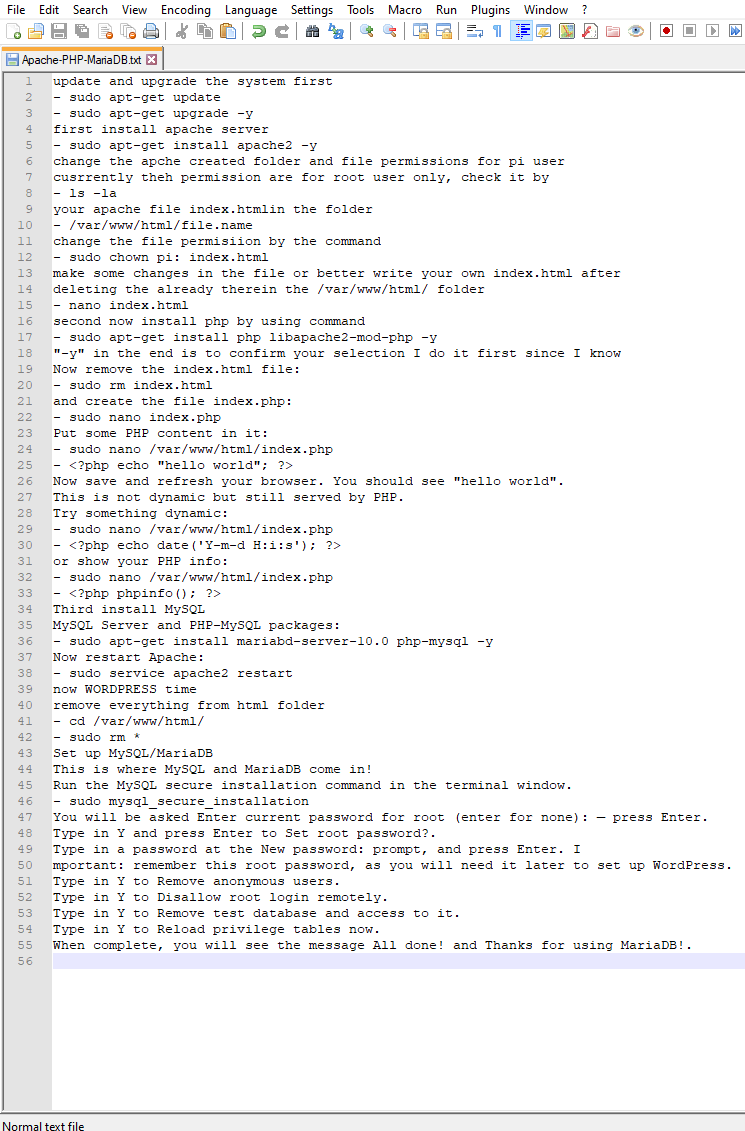 File Edit Search View Encoding Language Settings Tools Macro Run Plugins Window ?
Apache-PHP-MariaDB.txt
1 update and upgrade the system first
2 - sudo apt-get update
3 - sudo apt-get upgrade -y
4 first install apache server
5 - sudo apt-get install apache2 -y
6 change the apche created folder and file permissions for pi user
7 cusrrently theh permission are for root user only, check it by
8 - ls -la
9 your apache file index.htmlin the folder
10 - /var/www/html/file.name
11 change the file permisiion by the command
12 - sudo chown pi: index.html
13 make some changes in the file or better write your own index.html after
14 deleting the already therein the /var/www/html/ folder
15 - nano index.html
16 second now install php by using command
17 - sudo apt-get install php libapache2-mod-php -y
18 "-y" in the end is to confirm your selection I do it first since I know
19 Now remove the index.html file:
20 - sudo rm index.html
21 and create the file index.php:
22 - sudo nano index.php
23 Put some PHP content in it:
24 - sudo nano /var/www/html/index.php
25 - <?php echo "hello world"; ?>
26 Now save and refresh your browser. You should see "hello world".
27 This is not dynamic but still served by PHP.
28 Try something dynamic:
29 - sudo nano /var/www/html/index.php
30 - <?php echo date('Y-m-d H:i:s'); ?>
31 or show your PHP info:
32 - sudo nano /var/www/html/index.php
33 - <?php phpinfo(); ?>
34 Third install MySQL
35 MySQL Server and PHP-MySQL packages:
36 - sudo apt-get install mariabd-server-10.0 php-mysql -y
37 Now restart Apache:
38 - sudo service apache2 restart
39 now WORDPRESS time
40 remove everything from html folder
41 - cd /var/www/html/
42 - sudo rm *
43 Set up MySQL/MariaDB
44 This is where MySQL and MariaDB come in!
45 Run the MySQL secure installation command in the terminal window.
46 - sudo mysql_secure_installation
47 You will be asked Enter current password for root (enter for none): — press Enter.
48 Type in Y and press Enter to Set root password?.
49 Type in a password at the New password: prompt, and press Enter. I
50 mportant: remember this root password, as you will need it later to set up WordPress.
51 Type in Y to Remove anonymous users.
52 Type in Y to Disallow root login remotely.
53 Type in Y to Remove test database and access to it.
54 Type in Y to Reload privilege tables now.
55 When complete, you will see the message All done! and Thanks for using MariaDB!.
56
Normal text file